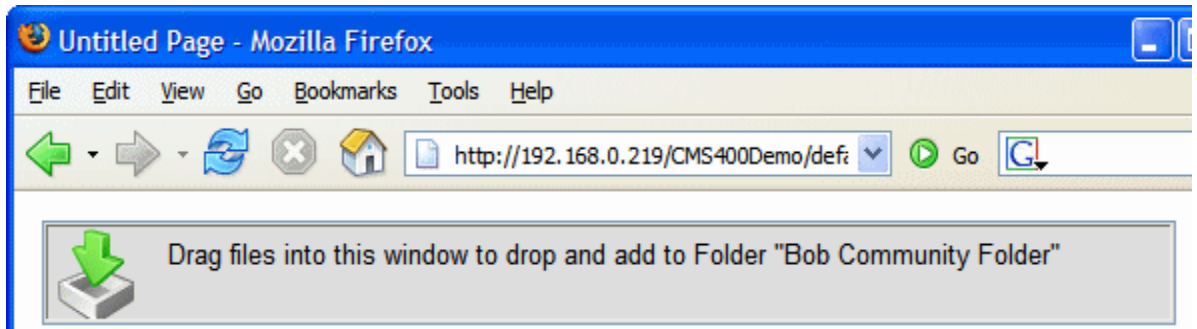 Untitled Page - Mozilla Firefox
File Edit View Go Bookmarks Tools Help
http://192.168.0.219/CMS400Demo/defa Go G
Drag files into this window to drop and add to Folder "Bob Community Folder"